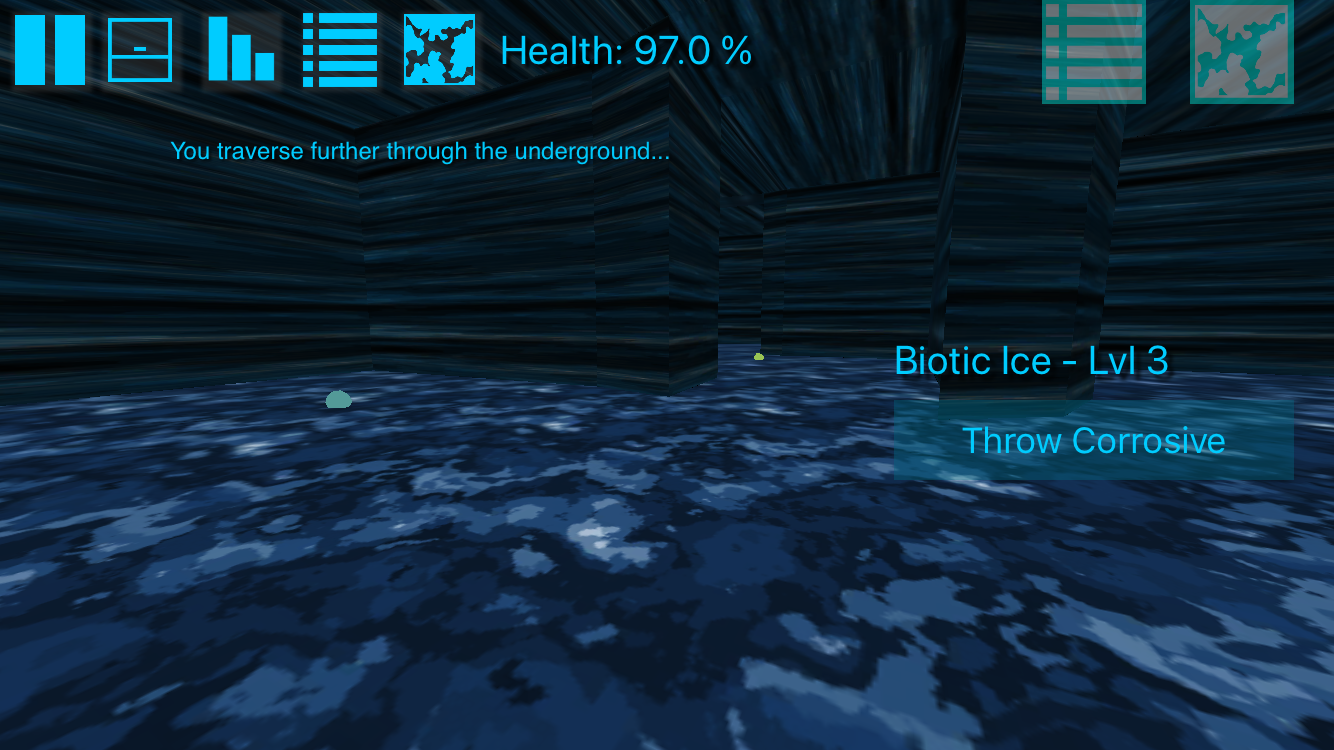 Health: 97.0 %
You traverse further through the underground...
Biotic Ice - Lvl 3
Throw Corrosive